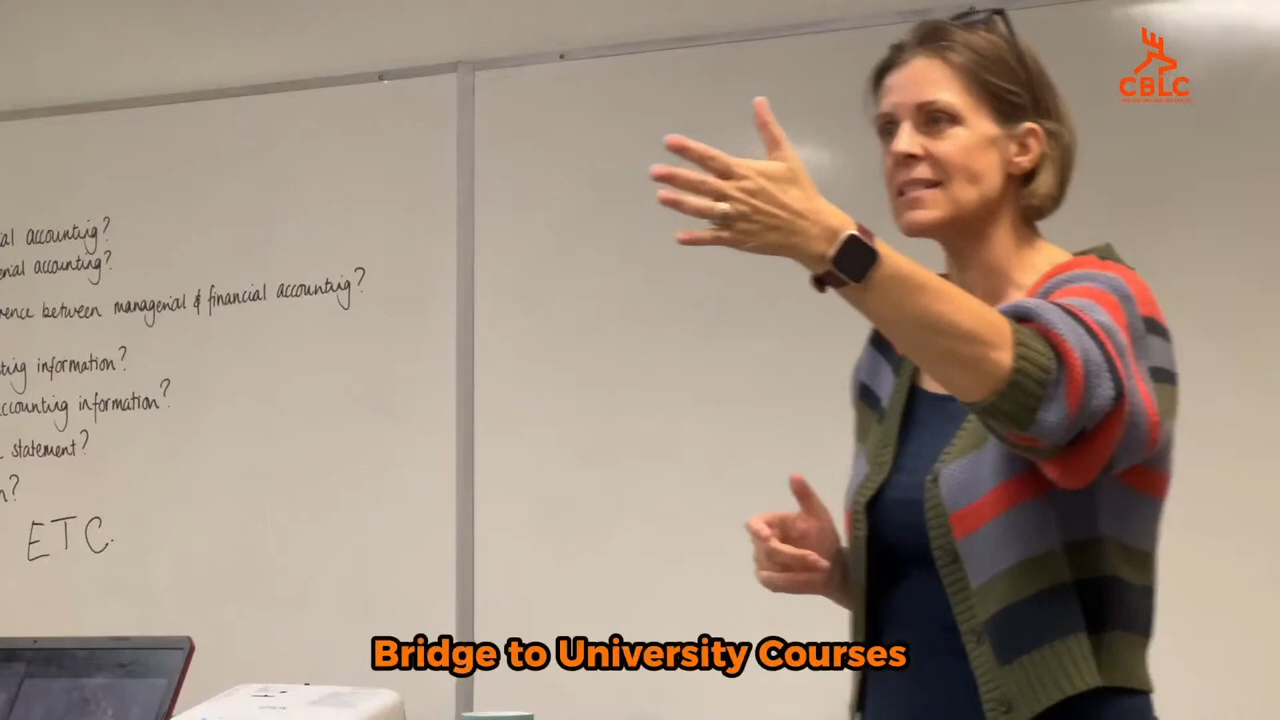 CBLC
al accounting?
rial accounting?
rence between managerial & financial accounting?
ting information?
accounting information?
statement?
n?
ETC.
Bridge to University Courses